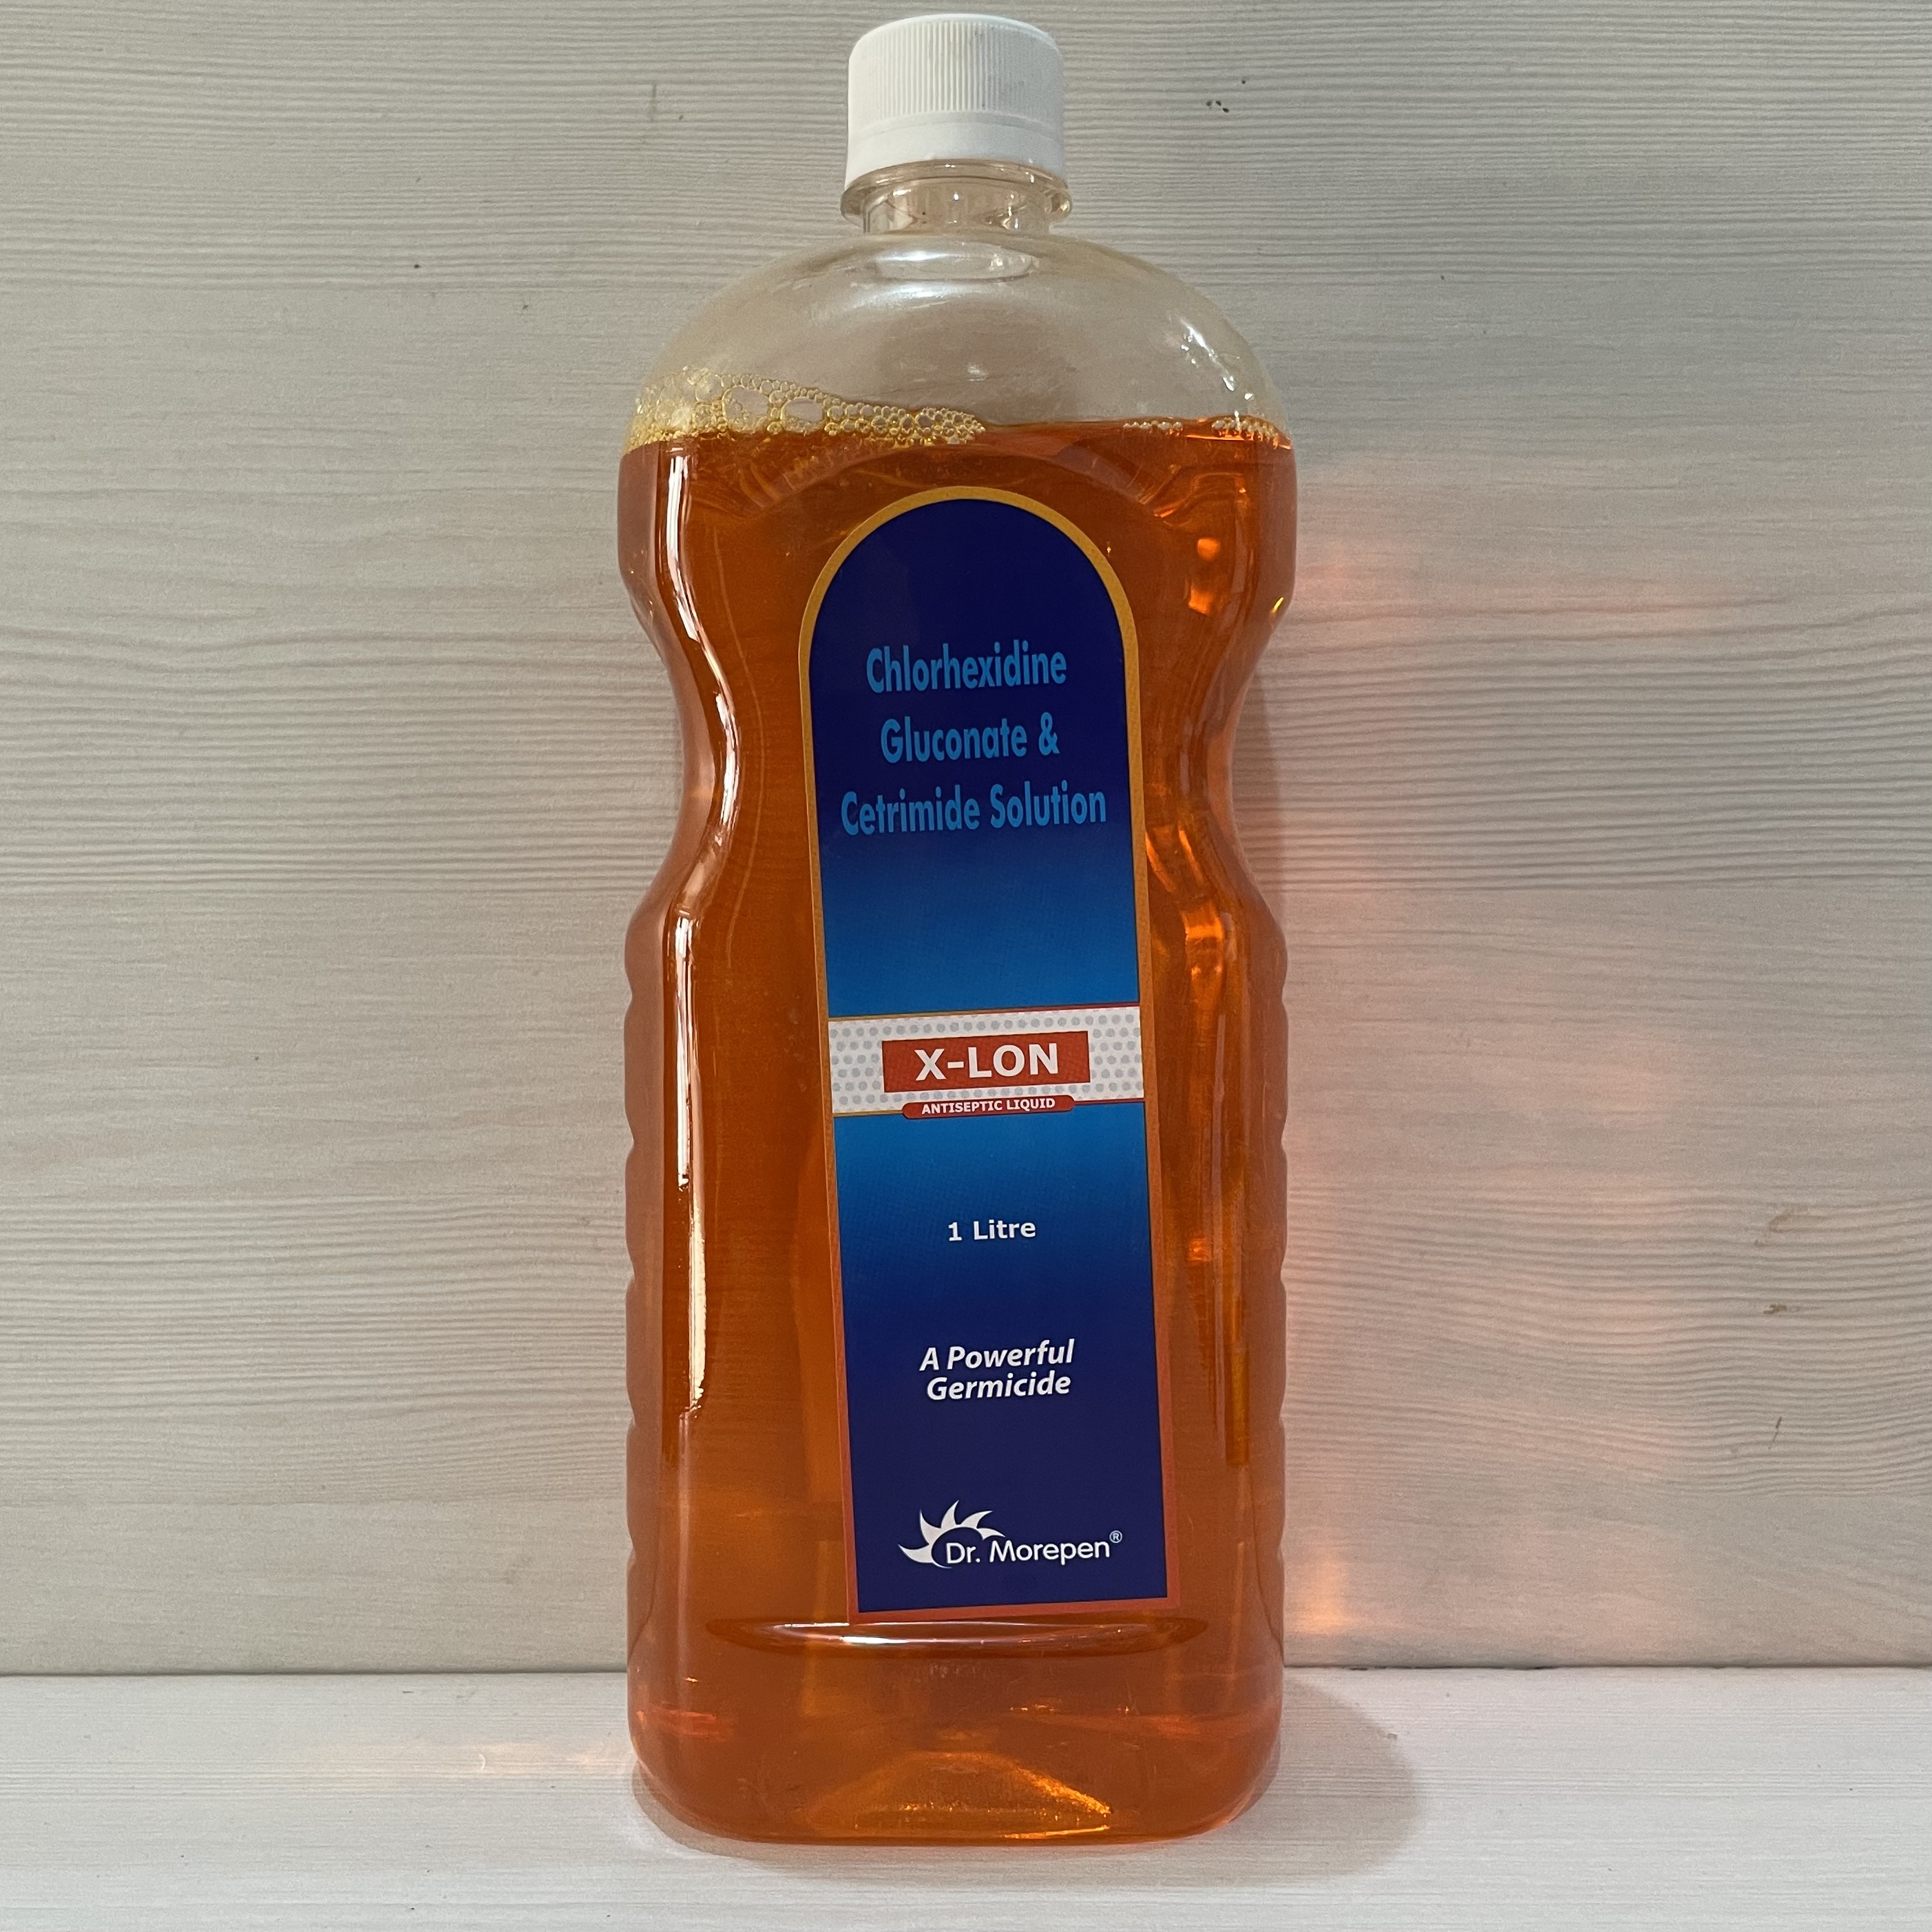 Chlorhexidine
Gluconate &
Cetrimide Solution
X-LON
ANTISEPTIC LIQUID
1 Litre
A Powerful
Germicide
Dr. Morepen®